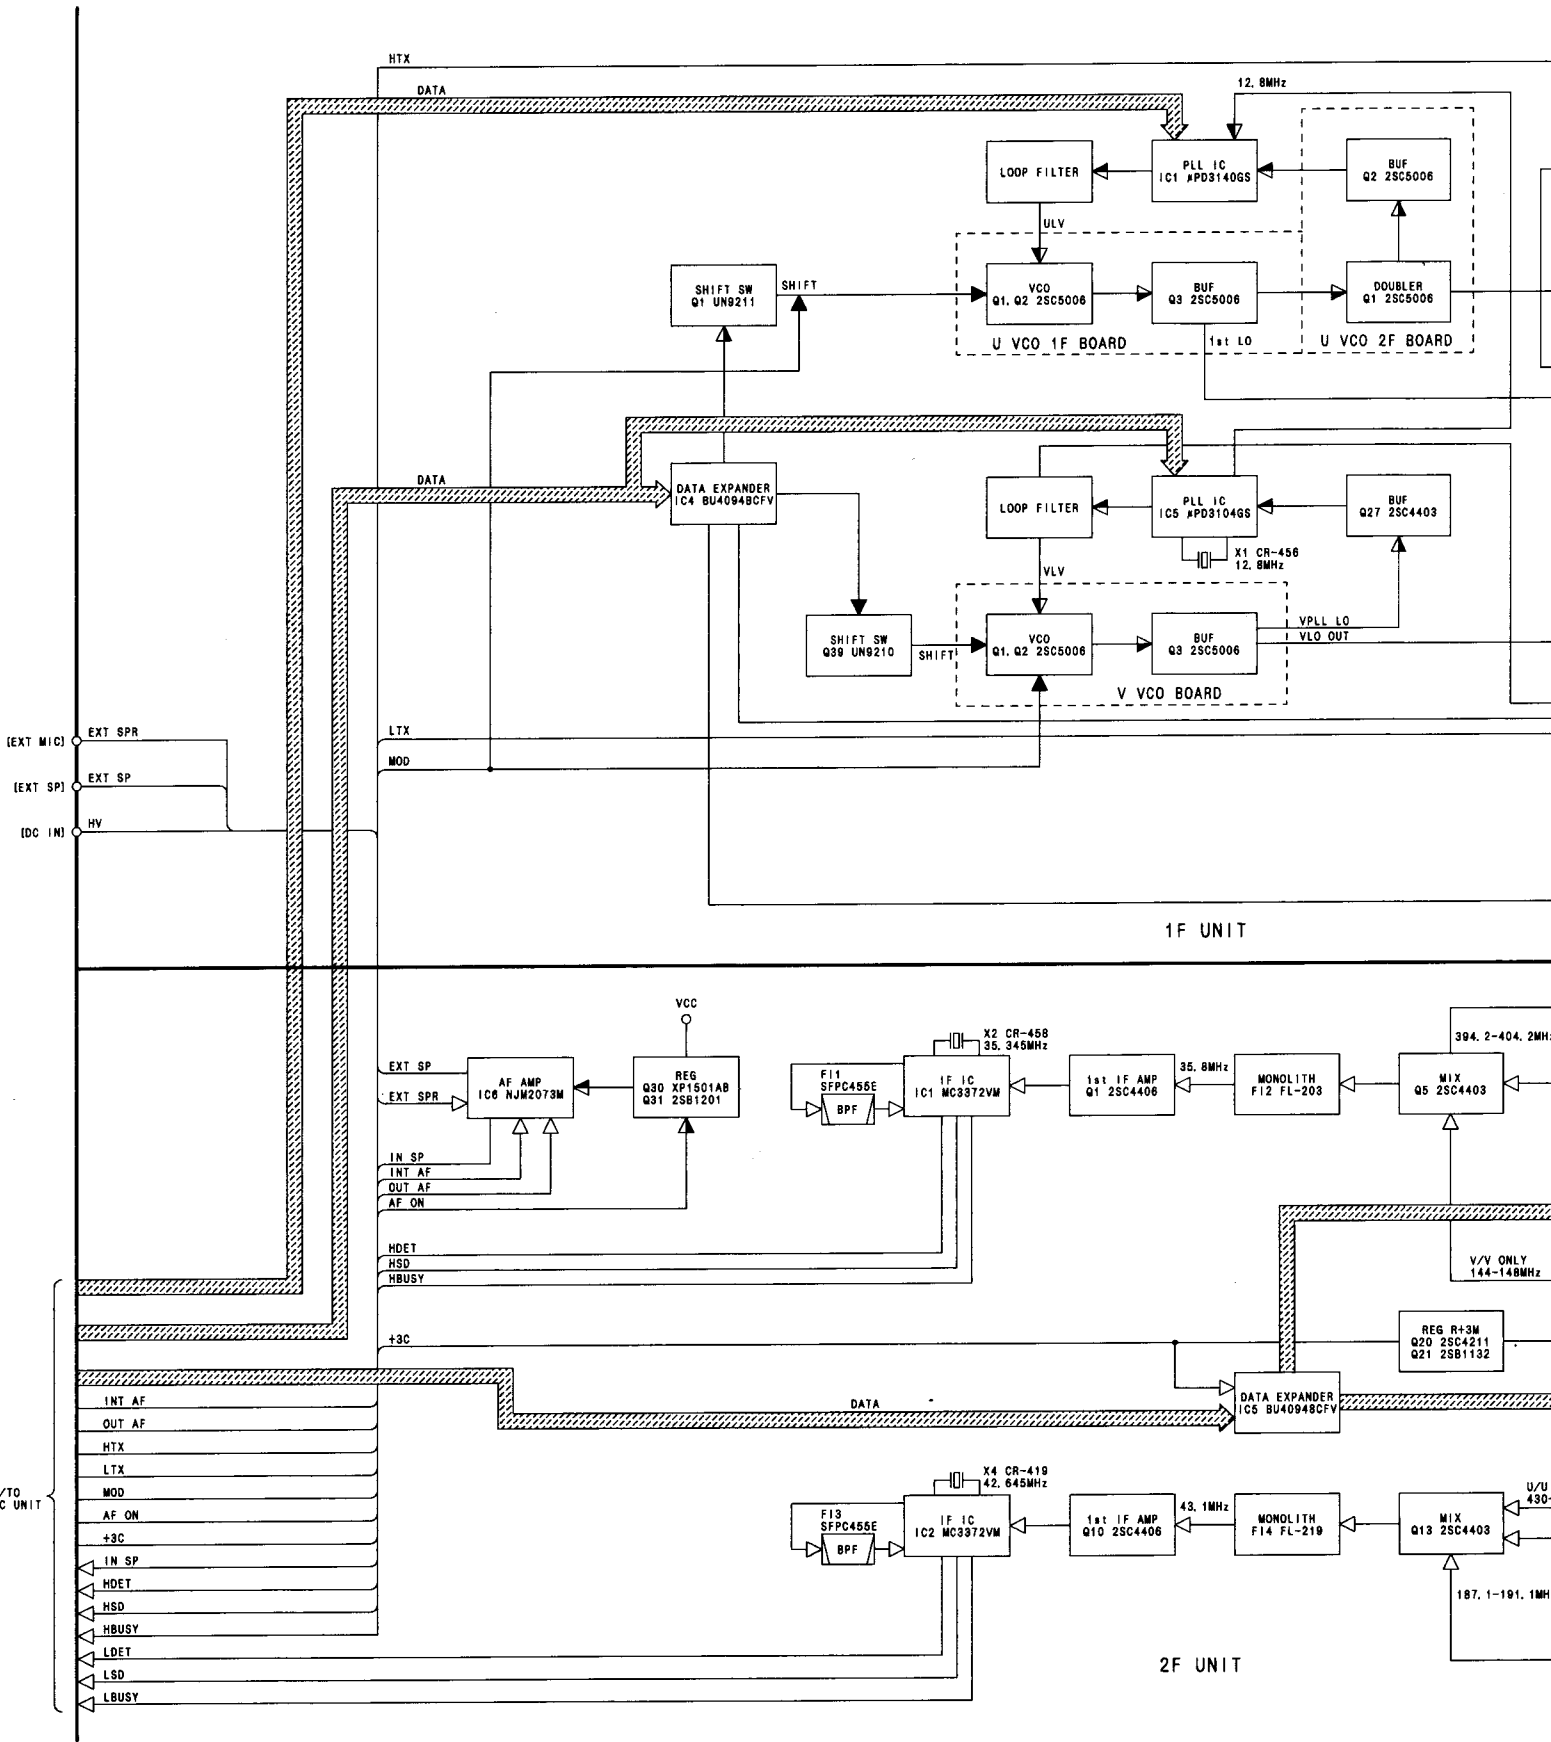 HTX
DATA
12.8MHz
LOOP FILTER
PLL IC
IC1 μPD3140GS
BUF
Q2 2SC5006
ULV
SHIFT SW
Q1 UN9211
SHIFT
VCO
Q1, Q2 2SC5006
BUF
Q3 2SC5006
DOUBLER
Q1 2SC5006
U VCO 1F BOARD
1st LO
U VCO 2F BOARD
DATA
DATA EXPANDER
IC4 BU4094BCFV
LOOP FILTER
PLL IC
IC5 μPD3104GS
BUF
Q27 2SC4403
X1 CR-456
12.8MHz
VLV
SHIFT SW
Q39 UN9210
SHIFT
VCO
Q1, Q2 2SC5006
BUF
Q3 2SC5006
VPLL LO
VLO OUT
V VCO BOARD
[EXT MIC]
EXT SPR
LTX
MOD
[EXT SP]
EXT SP
[DC IN]
HV
1F UNIT
VCC
EXT SP
EXT SPR
AF AMP
IC6 NJM2073M
REG
Q30 XP1501AB
Q31 2SB1201
X2 CR-458
35.345MHz
FI1
SFPC455E
BPF
IF IC
IC1 MC3372VM
1st IF AMP
Q1 2SC4406
35.8MHz
MONOLITH
FI2 FL-203
MIX
Q5 2SC4403
394.2-404.2MHz
IN SP
INT AF
OUT AF
AF ON
HDET
HSD
HBUSY
V/V ONLY
144-148MHz
+3C
REG R+3M
Q20 2SC4211
Q21 2SB1132
DATA
DATA EXPANDER
IC5 BU4094BCFV
INT AF
OUT AF
HTX
LTX
MOD
AF ON
+3C
IN SP
HDET
HSD
HBUSY
LDET
LSD
LBUSY
/TO
C UNIT
X4 CR-419
42.645MHz
FI3
SFPC455E
BPF
IF IC
IC2 MC3372VM
1st IF AMP
Q10 2SC4406
43.1MHz
MONOLITH
FI4 FL-219
MIX
Q13 2SC4403
U/U
430-
187.1-191.1MH
2F UNIT